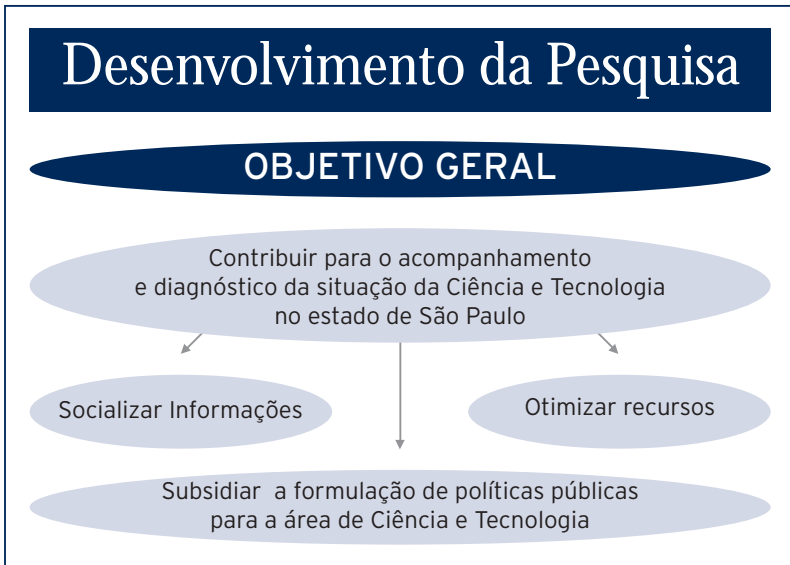 Desenvolvimento da Pesquisa
OBJETIVO GERAL
Contribuir para o acompanhamento
e diagnóstico da situação da Ciência e Tecnologia
no estado de São Paulo
Socializar Informações
Otimizar recursos
Subsidiar a formulação de políticas públicas
para a área de Ciência e Tecnologia